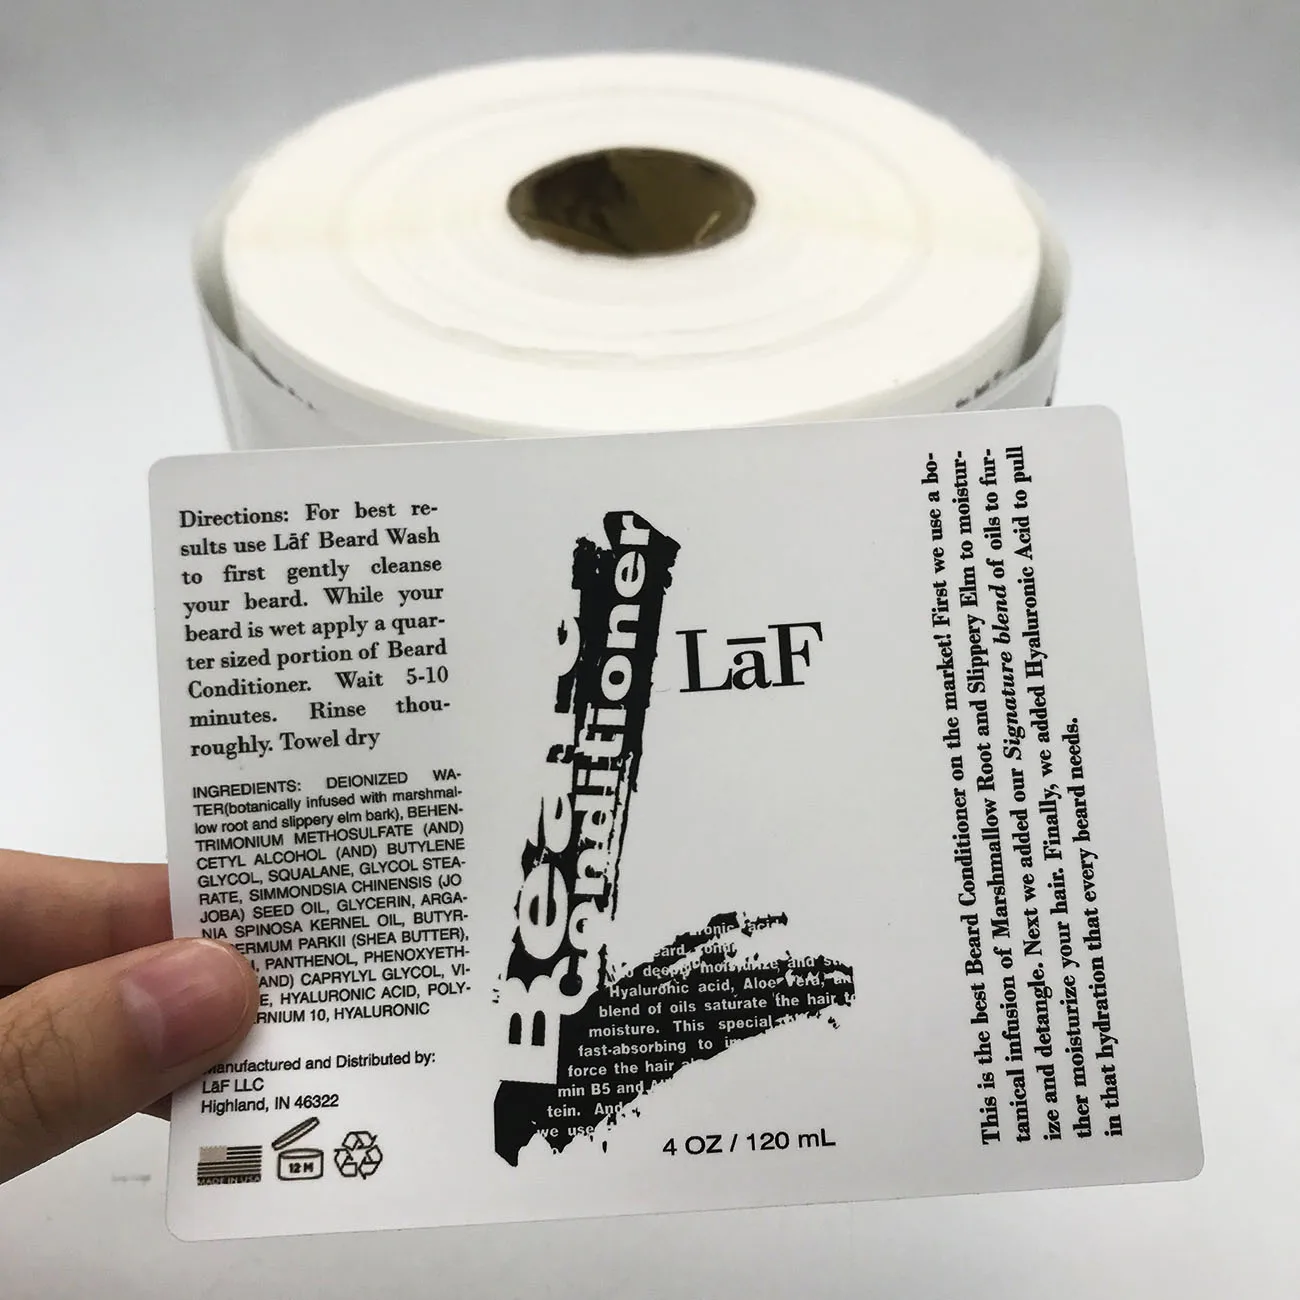 Directions: For best re-
sults use Lāf Beard Wash
to first gently cleanse
your beard. While your
beard is wet apply a quar-
ter sized portion of Beard
Conditioner. Wait 5-10
minutes. Rinse thou-
roughly. Towel dry
INGREDIENTS: DEIONIZED WA-
TER(botanically infused with marshmal-
low root and slippery elm bark), BEHEN-
TRIMONIUM METHOSULFATE (AND)
CETYL ALCOHOL (AND) BUTYLENE
GLYCOL, SQUALANE, GLYCOL STEA-
RATE, SIMMONDSIA CHINENSIS (JO
JOBA) SEED OIL, GLYCERIN, ARGA-
NIA SPINOSA KERNEL OIL, BUTYR-
ERMUM PARKII (SHEA BUTTER),
PANTHENOL, PHENOXYETH-
AND) CAPRYLYL GLYCOL, VI-
E, HYALURONIC ACID, POLY-
ERNIUM 10, HYALURONIC
Manufactured and Distributed by:
LāF LLC
Highland, IN 46322
MADE IN USA
12 M
Conditioner
LāF
deeply moisturize and
Hyaluronic acid, Aloe Vera,
blend of oils saturate the hair to
moisture. This special
fast-absorbing to
force the hair
min B5 and
tein. And
we use
4 OZ / 120 mL
This is the best Beard Conditioner on the market! First we use a bo-
tanical infusion of Marshmallow Root and Slippery Elm to moistur-
ize and detangle. Next we added our Signature blend of oils to fur-
ther moisturize your hair. Finally, we added Hyaluronic Acid to pull
in that hydration that every beard needs.